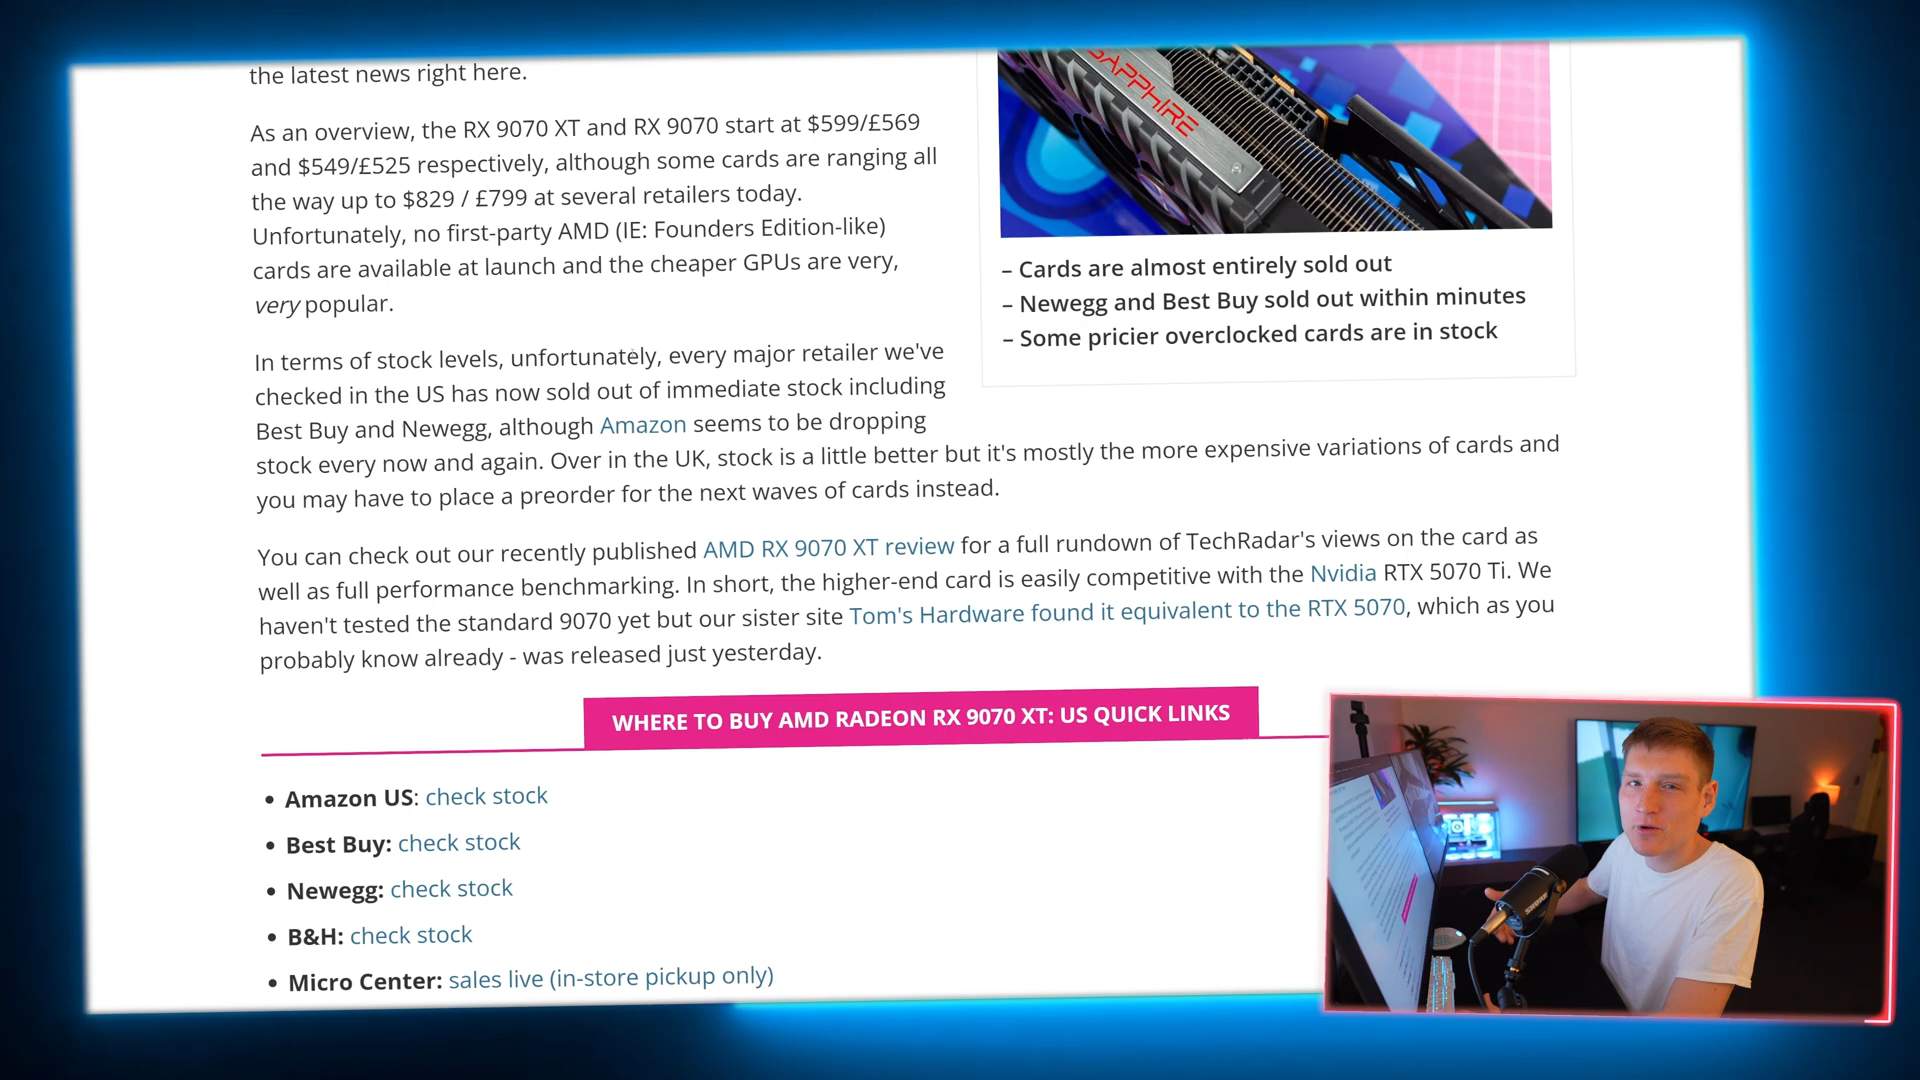 the latest news right here.
As an overview, the RX 9070 XT and RX 9070 start at $599/£569
and $549/£525 respectively, although some cards are ranging all
the way up to $829 / £799 at several retailers today.
Unfortunately, no first-party AMD (IE: Founders Edition-like)
cards are available at launch and the cheaper GPUs are very,
very popular.
SAPPHIRE
– Cards are almost entirely sold out
– Newegg and Best Buy sold out within minutes
– Some pricier overclocked cards are in stock
In terms of stock levels, unfortunately, every major retailer we've
checked in the US has now sold out of immediate stock including
Best Buy and Newegg, although Amazon seems to be dropping
stock every now and again. Over in the UK, stock is a little better but it's mostly the more expensive variations of cards and
you may have to place a preorder for the next waves of cards instead.
You can check out our recently published AMD RX 9070 XT review for a full rundown of TechRadar's views on the card as
well as full performance benchmarking. In short, the higher-end card is easily competitive with the Nvidia RTX 5070 Ti. We
haven't tested the standard 9070 yet but our sister site Tom's Hardware found it equivalent to the RTX 5070, which as you
probably know already - was released just yesterday.
WHERE TO BUY AMD RADEON RX 9070 XT: US QUICK LINKS
• Amazon US: check stock
• Best Buy: check stock
• Newegg: check stock
• B&H: check stock
• Micro Center: sales live (in-store pickup only)
SHURE